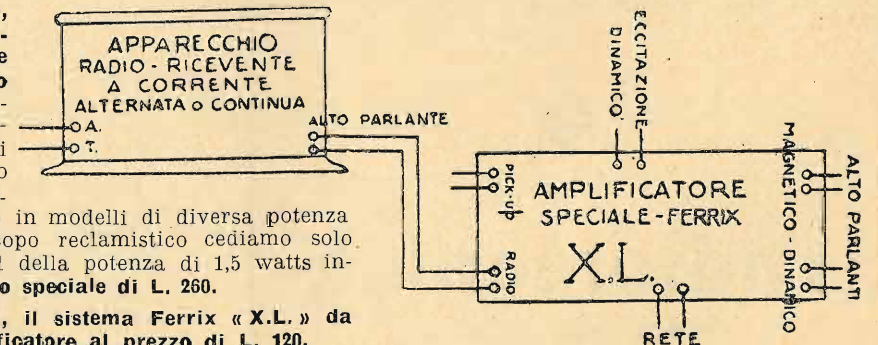 APPARECCHIO
RADIO - RICEVENTE
A CORRENTE
ALTERNATA o CONTINUA
A.
T.
ALTO PARLANTE
DINAMICO
ECCITAZIONE
PICK-UP
RADIO
AMPLIFICATORE
SPECIALE-FERRIX
X.L.
MAGNETICO - DINAMICO
ALTO PARLANTI
RETE
in modelli di diversa potenza
opo reclamistico cediamo solo
della potenza di 1,5 watts in-
o speciale di L. 260.
, il sistema Ferrix « X.L. » da
ficatore al prezzo di L. 120.